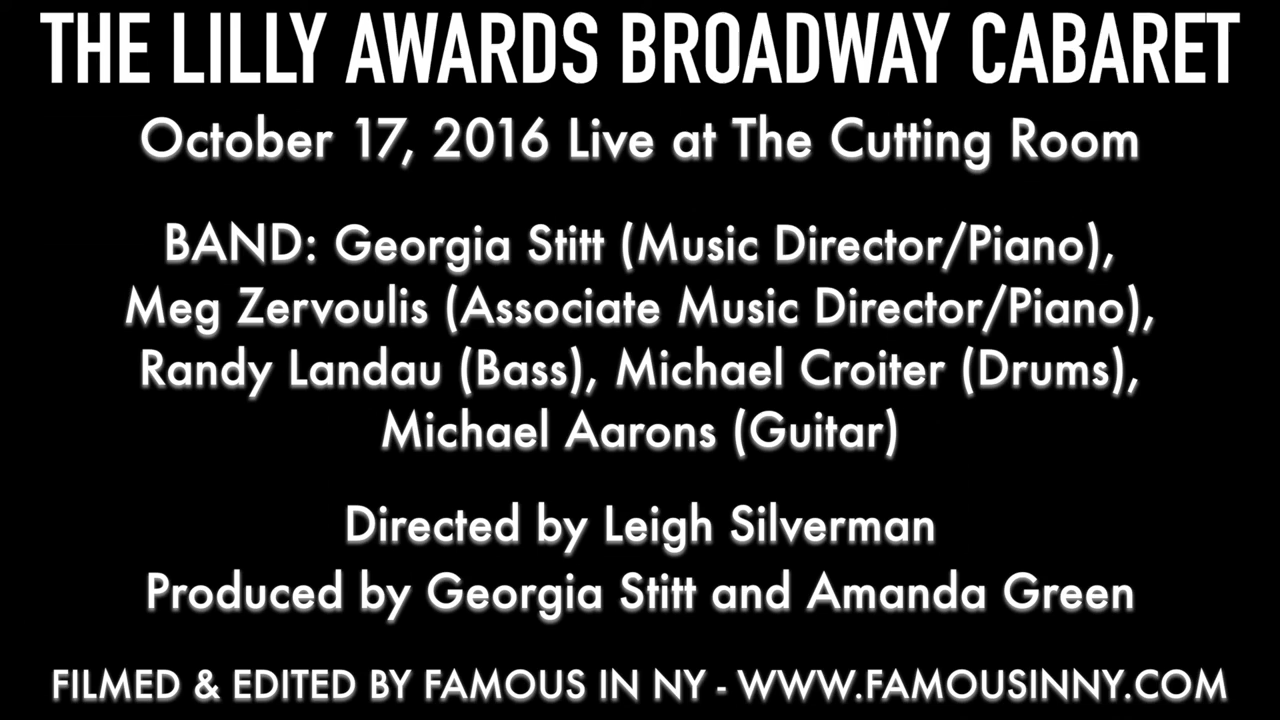 THE LILLY AWARDS BROADWAY CABARET
October 17, 2016 Live at The Cutting Room
BAND: Georgia Stitt (Music Director/Piano),
Meg Zervoulis (Associate Music Director/Piano),
Randy Landau (Bass), Michael Croiter (Drums),
Michael Aarons (Guitar)
Directed by Leigh Silverman
Produced by Georgia Stitt and Amanda Green
FILMED & EDITED BY FAMOUS IN NY - WWW.FAMOUSINNY.COM